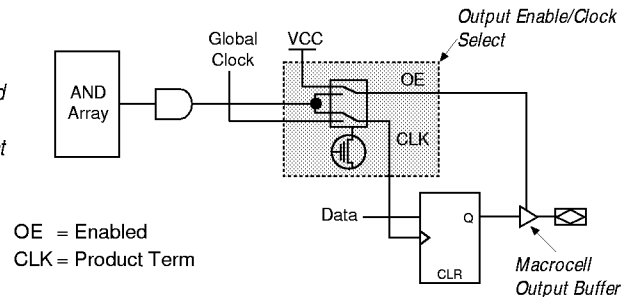 Output Enable/Clock
Select
Global
Clock
VCC
OE
AND
Array
CLK
Data
Q
CLR
OE = Enabled
CLK = Product Term
Macrocell
Output Buffer